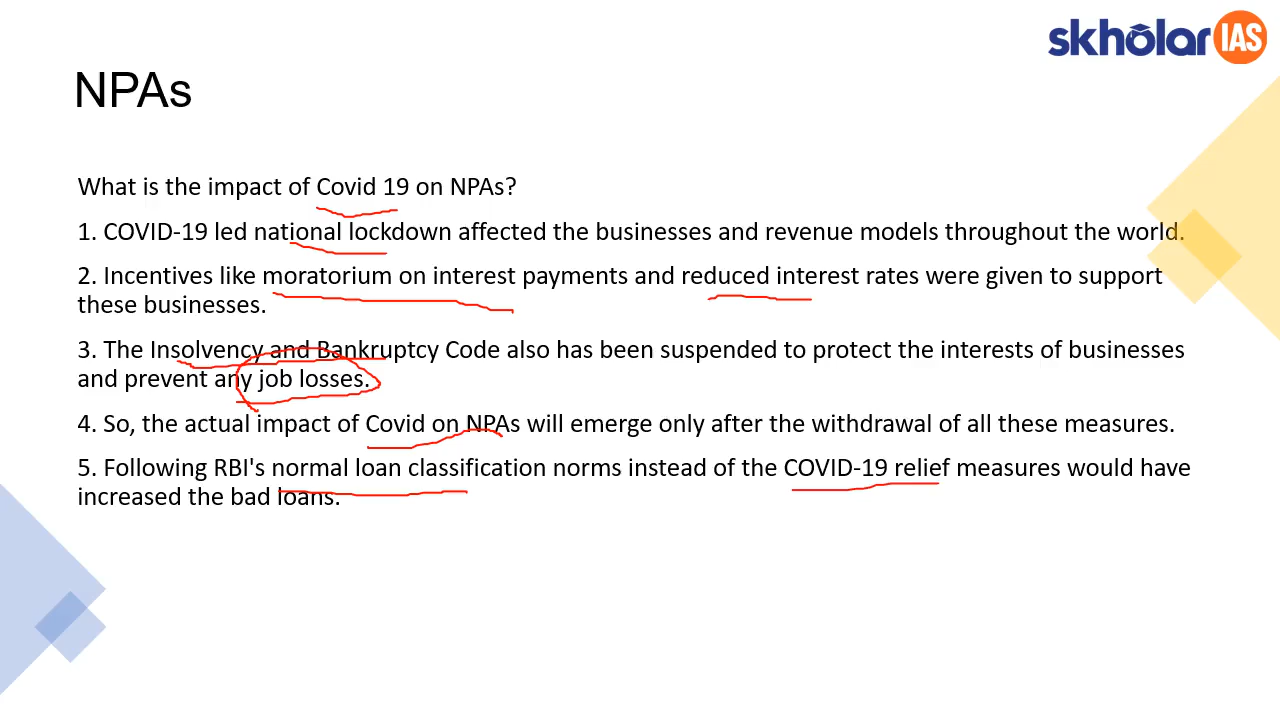 skholar IAS
NPAs
What is the impact of Covid 19 on NPAs?
1. COVID-19 led national lockdown affected the businesses and revenue models throughout the world.
2. Incentives like moratorium on interest payments and reduced interest rates were given to support
these businesses.
3. The Insolvency and Bankruptcy Code also has been suspended to protect the interests of businesses
and prevent any job losses.
4. So, the actual impact of Covid on NPAs will emerge only after the withdrawal of all these measures.
5. Following RBI's normal loan classification norms instead of the COVID-19 relief measures would have
increased the bad loans.